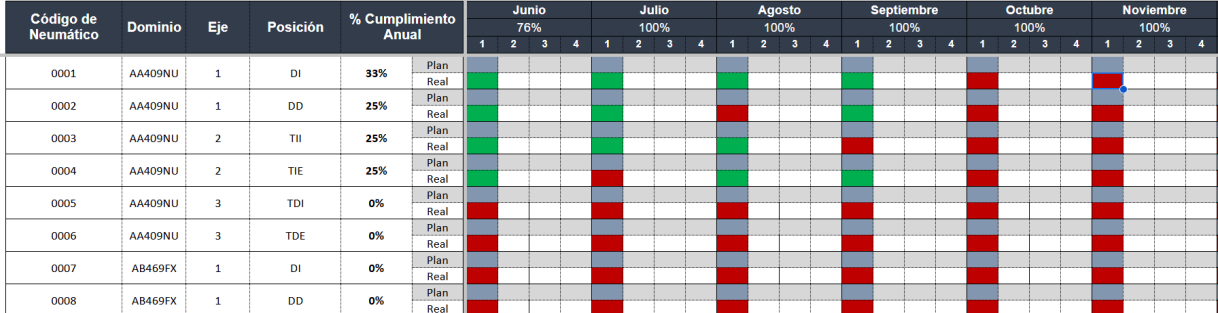 Código de Neumático Dominio Eje Posición % Cumplimiento Anual Junio Julio Agosto Septiembre Octubre Noviembre
76% 100% 100% 100% 100% 100%
1 2 3 4 1 2 3 4 1 2 3 4 1 2 3 4 1 2 3 4 1 2 3 4
0001 AA409NU 1 DI 33% Plan
Real
0002 AA409NU 1 DD 25% Plan
Real
0003 AA409NU 2 TII 25% Plan
Real
0004 AA409NU 2 TIE 25% Plan
Real
0005 AA409NU 3 TDI 0% Plan
Real
0006 AA409NU 3 TDE 0% Plan
Real
0007 AB469FX 1 DI 0% Plan
Real
0008 AB469FX 1 DD 0% Plan
Real